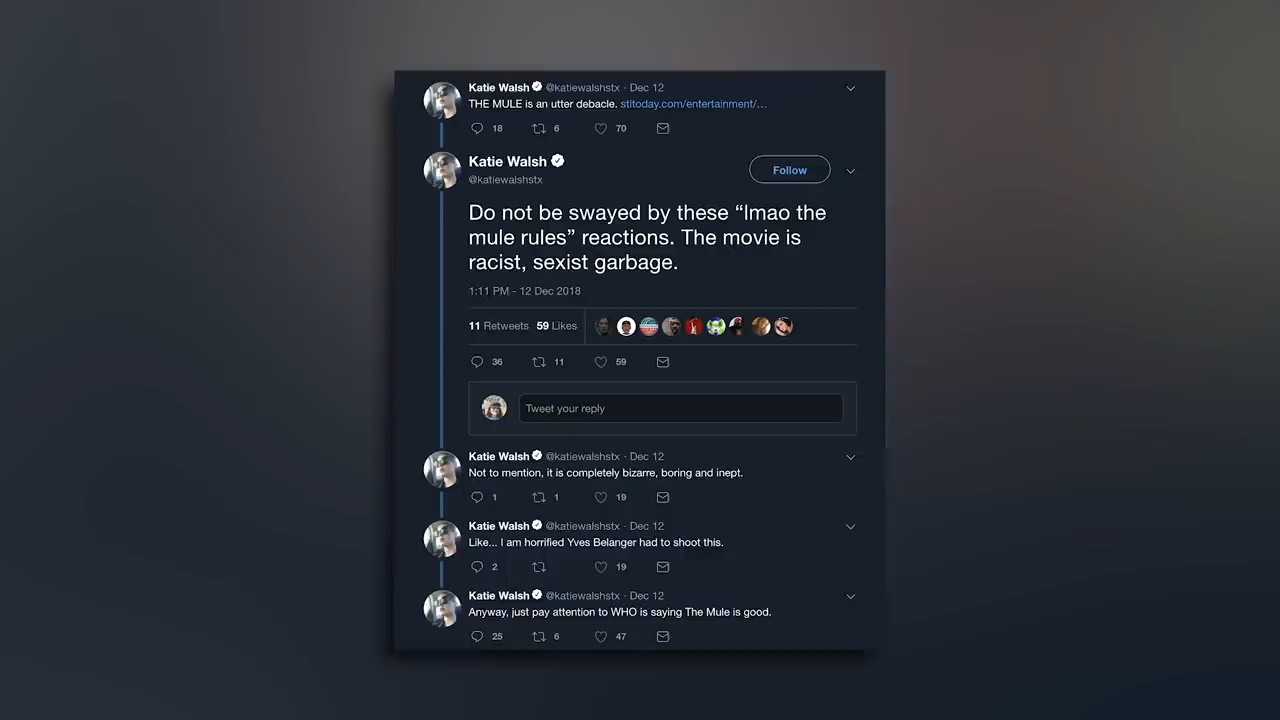 Katie Walsh @katiewalshstx · Dec 12
THE MULE is an utter debacle. stltoday.com/entertainment/…
18 6 70
Katie Walsh
Follow
@katiewalshstx
Do not be swayed by these “lmao the
mule rules” reactions. The movie is
racist, sexist garbage.
1:11 PM - 12 Dec 2018
11 Retweets 59 Likes
36 11 59
Tweet your reply
Katie Walsh @katiewalshstx · Dec 12
Not to mention, it is completely bizarre, boring and inept.
1 1 19
Katie Walsh @katiewalshstx · Dec 12
Like... I am horrified Yves Belanger had to shoot this.
2 19
Katie Walsh @katiewalshstx · Dec 12
Anyway, just pay attention to WHO is saying The Mule is good.
25 6 47